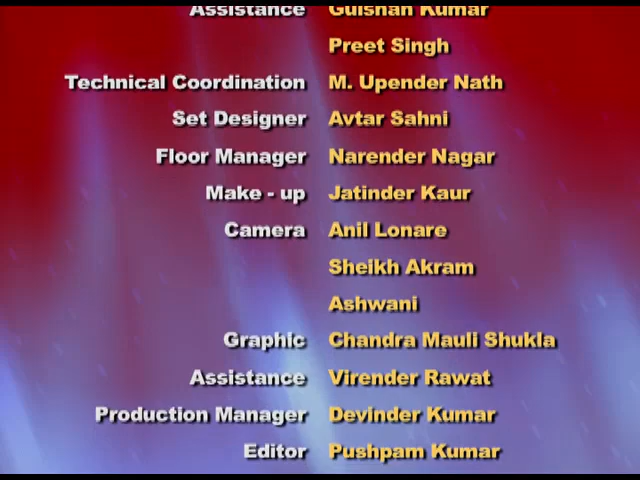 Assistance Gulshan Kumar
Preet Singh
Technical Coordination M. Upender Nath
Set Designer Avtar Sahni
Floor Manager Narender Nagar
Make - up Jatinder Kaur
Camera Anil Lonare
Sheikh Akram
Ashwani
Graphic Chandra Mauli Shukla
Assistance Virender Rawat
Production Manager Devinder Kumar
Editor Pushpam Kumar